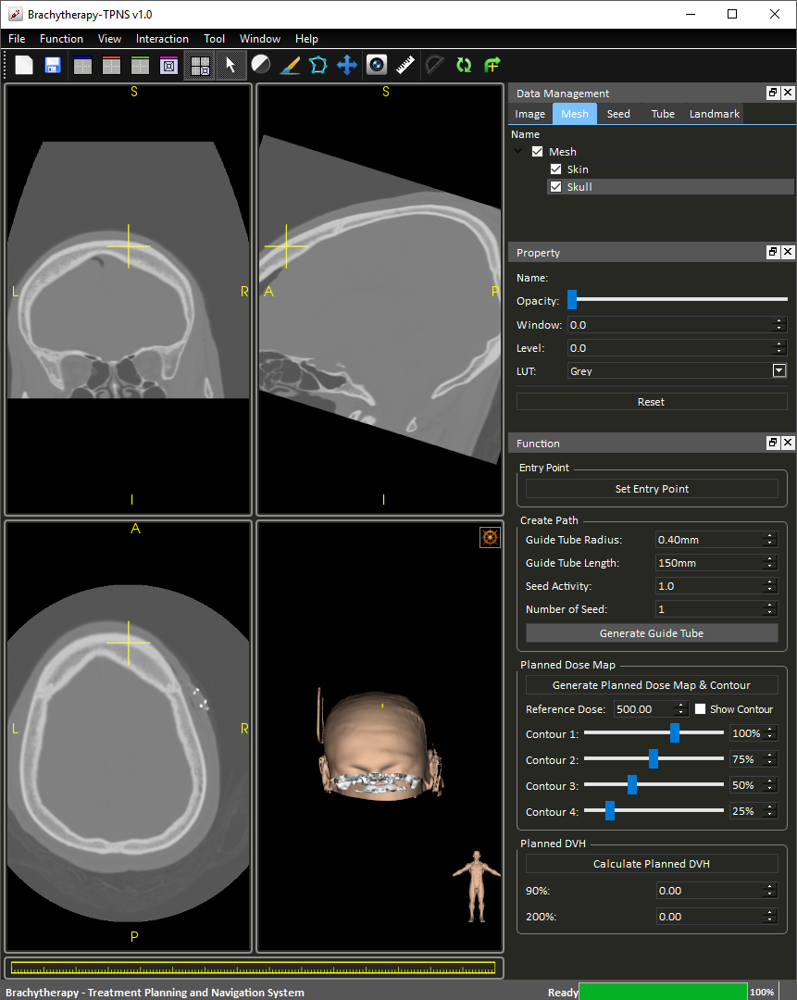 Brachytherapy-TPNS v1.0
File Function View Interaction Tool Window Help
S
L
R
I
S
A
P
I
A
L
R
P
Data Management
Image Mesh Seed Tube Landmark
Name
Mesh
Skin
Skull
Property
Name:
Opacity:
Window: 0.0
Level: 0.0
LUT: Grey
Reset
Function
Entry Point
Set Entry Point
Create Path
Guide Tube Radius: 0.40mm
Guide Tube Length: 150mm
Seed Activity: 1.0
Number of Seed: 1
Generate Guide Tube
Planned Dose Map
Generate Planned Dose Map & Contour
Reference Dose: 500.00 Show Contour
Contour 1: 100%
Contour 2: 75%
Contour 3: 50%
Contour 4: 25%
Planned DVH
Calculate Planned DVH
90%: 0.00
200%: 0.00
Brachytherapy - Treatment Planning and Navigation System Ready 100%